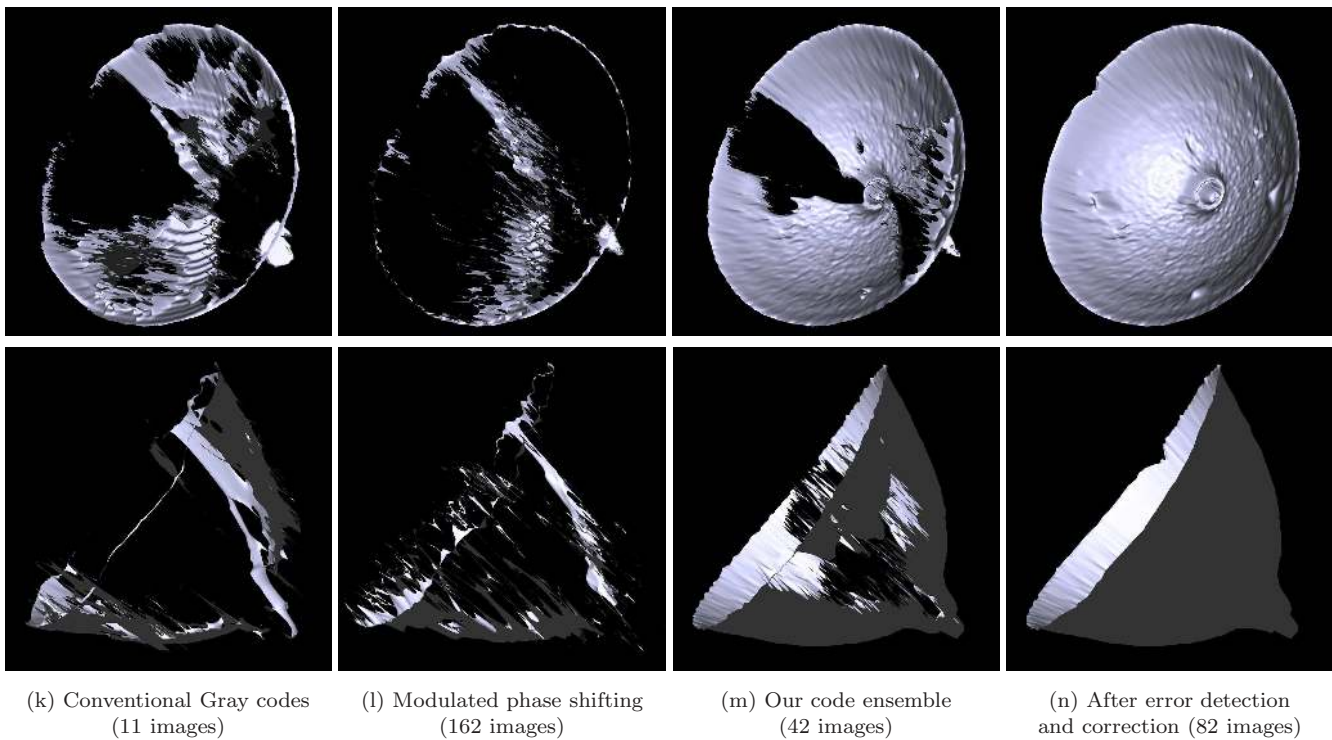 (k) Conventional Gray codes
(11 images)
(l) Modulated phase shifting
(162 images)
(m) Our code ensemble
(42 images)
(n) After error detection
and correction (82 images)